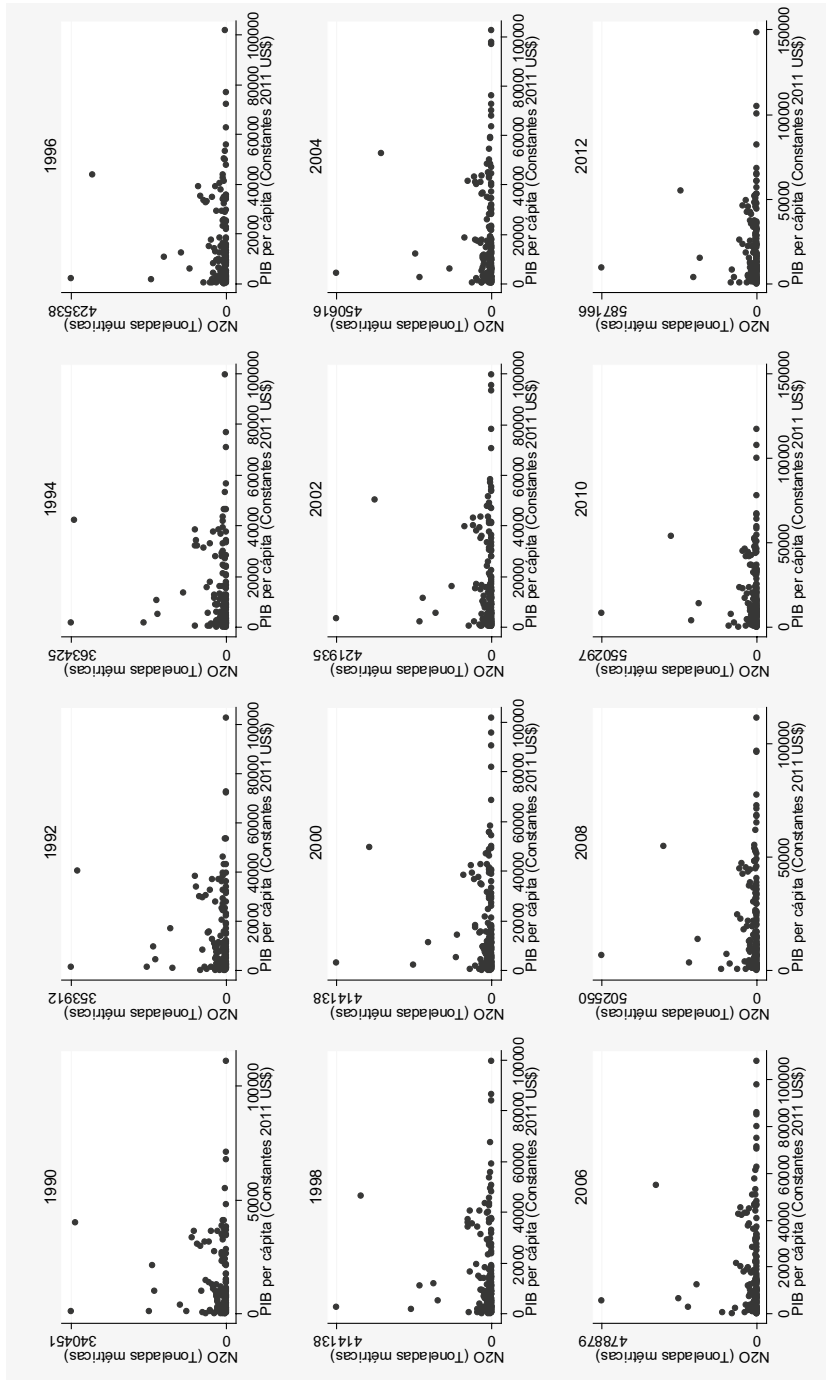 1990
340451
N2O (Toneladas métricas)
0
0 50000 100000
PIB per cápita (Constantes 2011 US$)
1992
353912
N2O (Toneladas métricas)
0
0 20000 40000 60000 80000 100000
PIB per cápita (Constantes 2011 US$)
1994
363425
N2O (Toneladas métricas)
0
0 20000 40000 60000 80000 100000
PIB per cápita (Constantes 2011 US$)
1996
423538
N2O (Toneladas métricas)
0
0 20000 40000 60000 80000 100000
PIB per cápita (Constantes 2011 US$)
1998
414138
N2O (Toneladas métricas)
0
0 20000 40000 60000 80000 100000
PIB per cápita (Constantes 2011 US$)
2000
414138
N2O (Toneladas métricas)
0
0 20000 40000 60000 80000 100000
PIB per cápita (Constantes 2011 US$)
2002
421935
N2O (Toneladas métricas)
0
0 20000 40000 60000 80000 100000
PIB per cápita (Constantes 2011 US$)
2004
450616
N2O (Toneladas métricas)
0
0 20000 40000 60000 80000 100000
PIB per cápita (Constantes 2011 US$)
2006
478879
N2O (Toneladas métricas)
0
0 20000 40000 60000 80000 100000
PIB per cápita (Constantes 2011 US$)
2008
502550
N2O (Toneladas métricas)
0
0 50000 100000
PIB per cápita (Constantes 2011 US$)
2010
550297
N2O (Toneladas métricas)
0
0 50000 100000 150000
PIB per cápita (Constantes 2011 US$)
2012
587166
N2O (Toneladas métricas)
0
0 50000 100000 150000
PIB per cápita (Constantes 2011 US$)